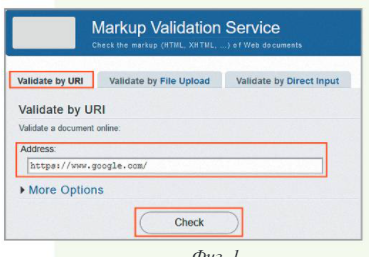 Markup Validation Service
Check the markup (HTML, XHTML, ...) of Web documents
Validate by URI
Validate by File Upload
Validate by Direct Input
Validate by URI
Validate a document online:
Address:
https://www.google.com/
More Options
Check
Фиг. 1